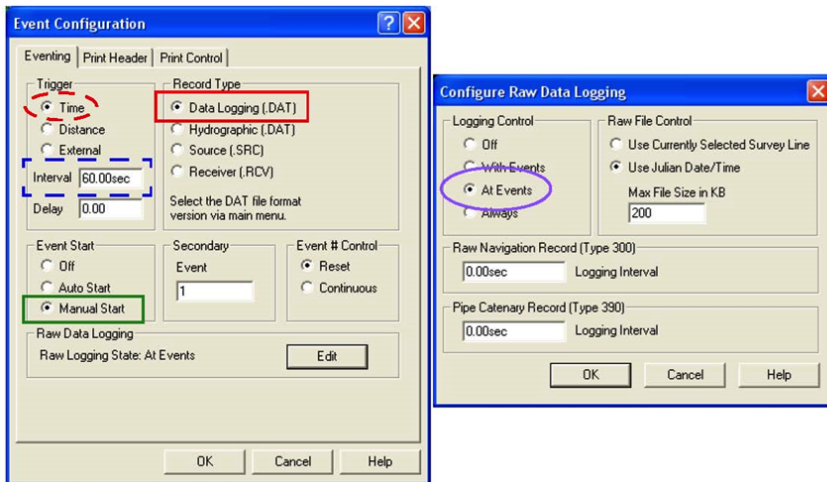 Event Configuration
Eventing Print Header Print Control
Trigger
Time
Distance
External
Interval 60.00sec
Delay 0.00
Record Type
Data Logging (.DAT)
Hydrographic (.DAT)
Source (.SRC)
Receiver (.RCV)
Select the DAT file format
version via main menu.
Event Start
Off
Auto Start
Manual Start
Secondary
Event
1
Event # Control
Reset
Continuous
Raw Data Logging
Raw Logging State: At Events Edit
OK Cancel Help
Configure Raw Data Logging
Logging Control
Off
With Events
At Events
Always
Raw File Control
Use Currently Selected Survey Line
Use Julian Date/Time
Max File Size in KB
200
Raw Navigation Record (Type 300)
0.00sec Logging Interval
Pipe Catenary Record (Type 390)
0.00sec Logging Interval
OK Cancel Help